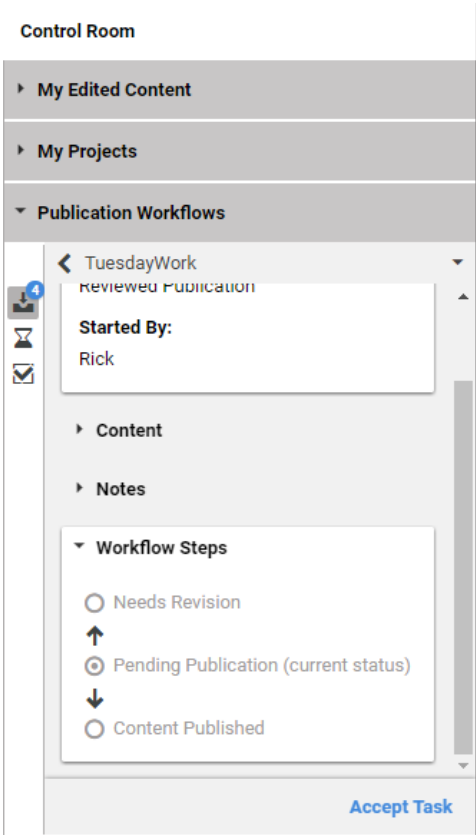 Control Room
My Edited Content
My Projects
Publication Workflows
4
TuesdayWork
Reviewed Publication
Started By:
Rick
Content
Notes
Workflow Steps
Needs Revision
Pending Publication (current status)
Content Published
Accept Task